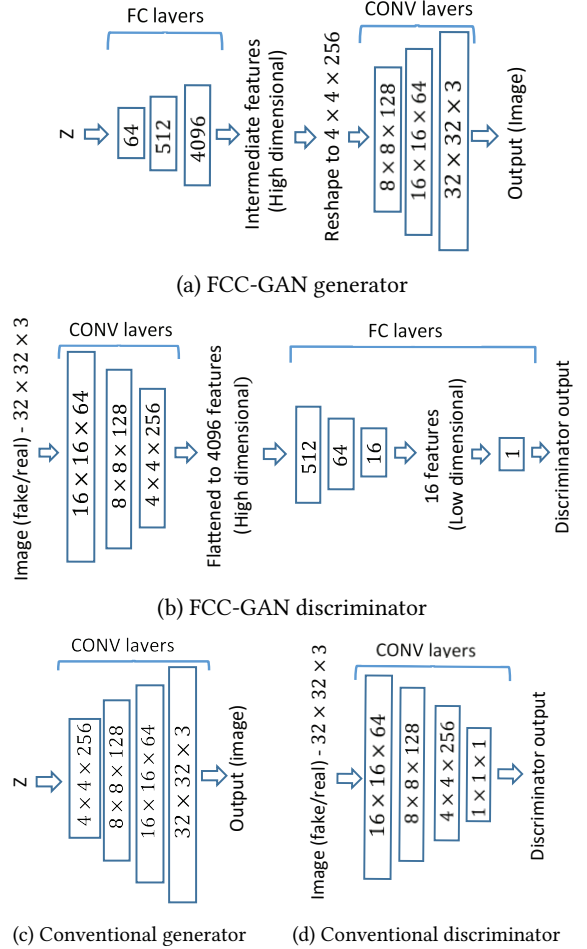 FC layers
CONV layers
Z
64
512
4096
Intermediate features
(High dimensional)
Reshape to 4 × 4 × 256
8 × 8 × 128
16 × 16 × 64
32 × 32 × 3
Output (Image)
(a) FCC-GAN generator
Image (fake/real) - 32 × 32 × 3
CONV layers
16 × 16 × 64
8 × 8 × 128
4 × 4 × 256
Flattened to 4096 features
(High dimensional)
FC layers
512
64
16
16 features
(Low dimensional)
1
Discriminator output
(b) FCC-GAN discriminator
CONV layers
Z
4 × 4 × 256
8 × 8 × 128
16 × 16 × 64
32 × 32 × 3
Output (image)
(c) Conventional generator
Image (fake/real) - 32 × 32 × 3
CONV layers
16 × 16 × 64
8 × 8 × 128
4 × 4 × 256
1 × 1 × 1
Discriminator output
(d) Conventional discriminator